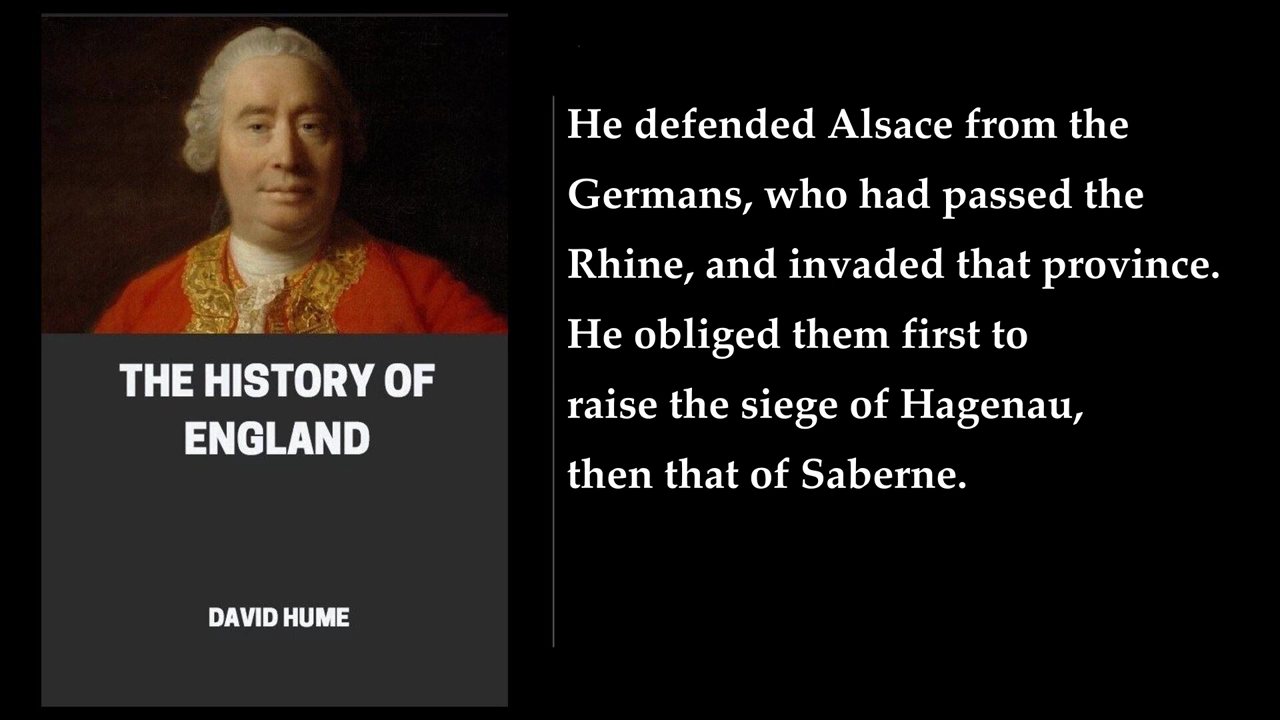 THE HISTORY OF
ENGLAND
DAVID HUME
He defended Alsace from the
Germans, who had passed the
Rhine, and invaded that province.
He obliged them first to
raise the siege of Hagenau,
then that of Saberne.